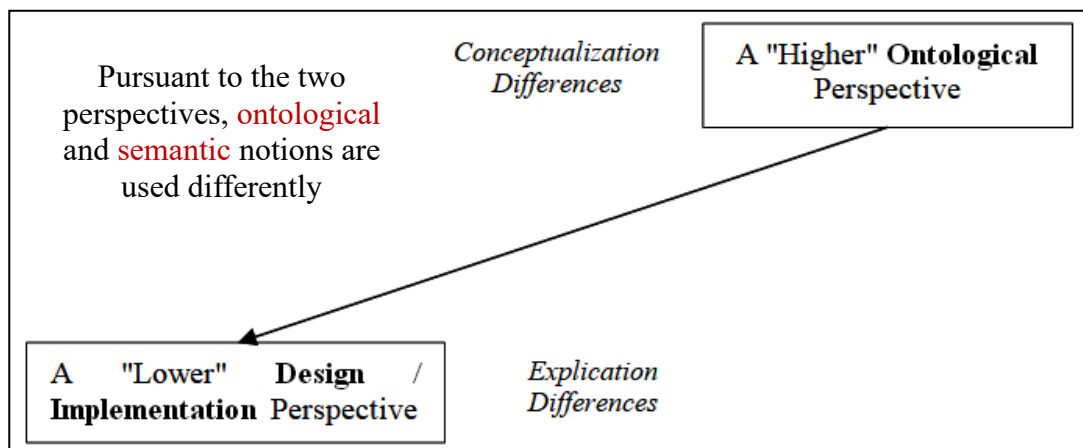 Pursuant to the two
perspectives, ontological
and semantic notions are
used differently
Conceptualization
Differences
A "Higher" Ontological
Perspective
A "Lower" Design /
Implementation Perspective
Explication
Differences